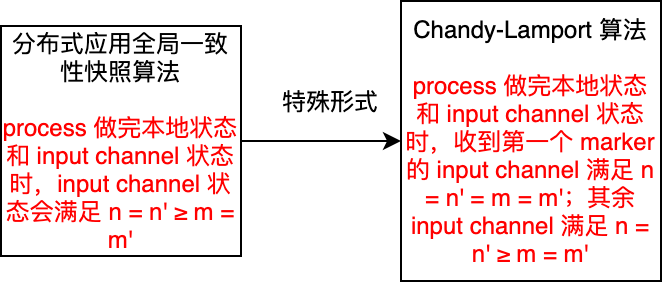 分布式应用全局一致
性快照算法
process 做完本地状态
和 input channel 状态
时，input channel 状
态会满足 n = n' ≥ m =
m'
特殊形式
Chandy-Lamport 算法
process 做完本地状态
和 input channel 状态
时，收到第一个 marker
的 input channel 满足 n
= n' = m = m'；其余
input channel 满足 n =
n' ≥ m = m'